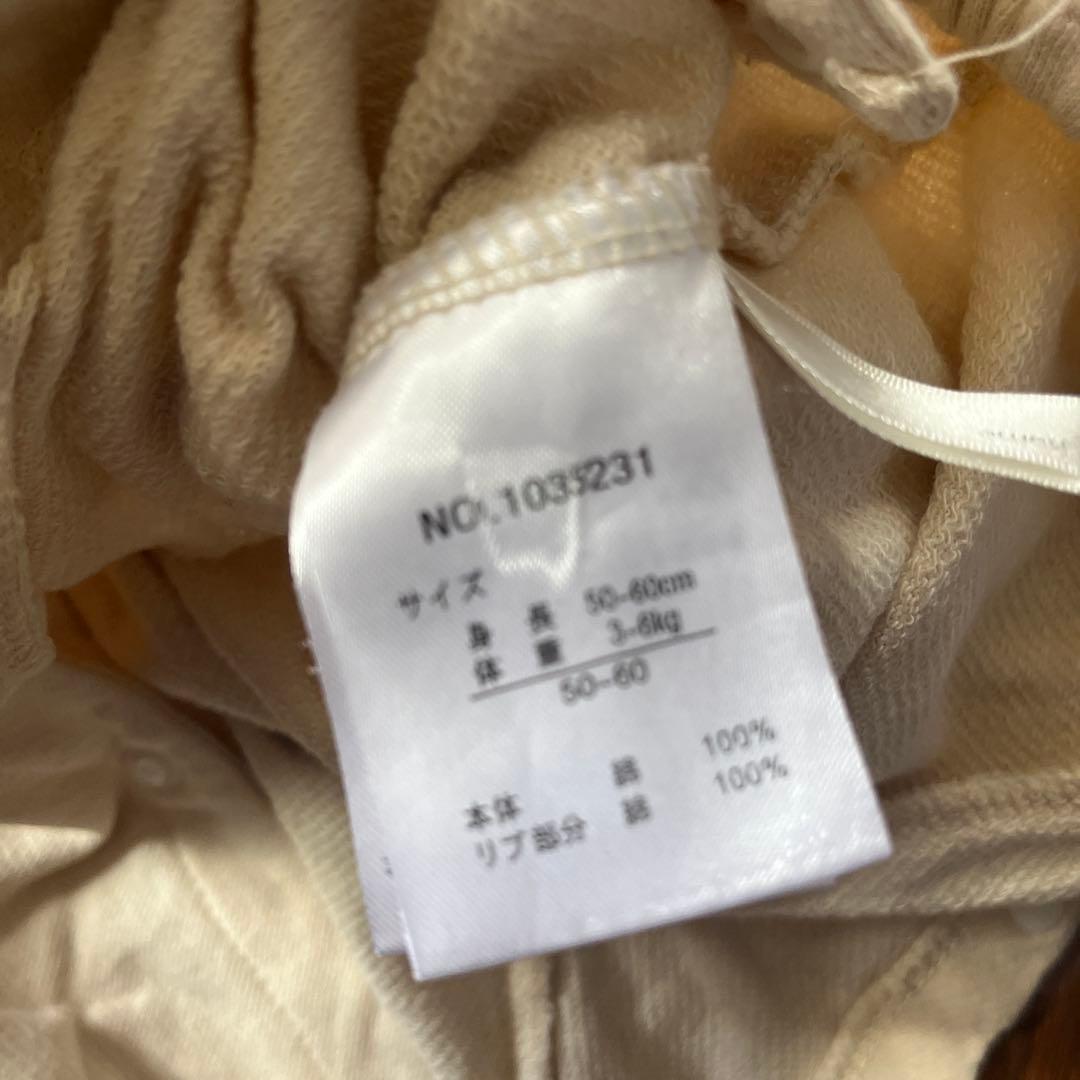 NO.1035231
サイズ
身 長 50-60cm
体 重 3-6kg
50-60
本体 綿 100%
リブ部分 綿 100%